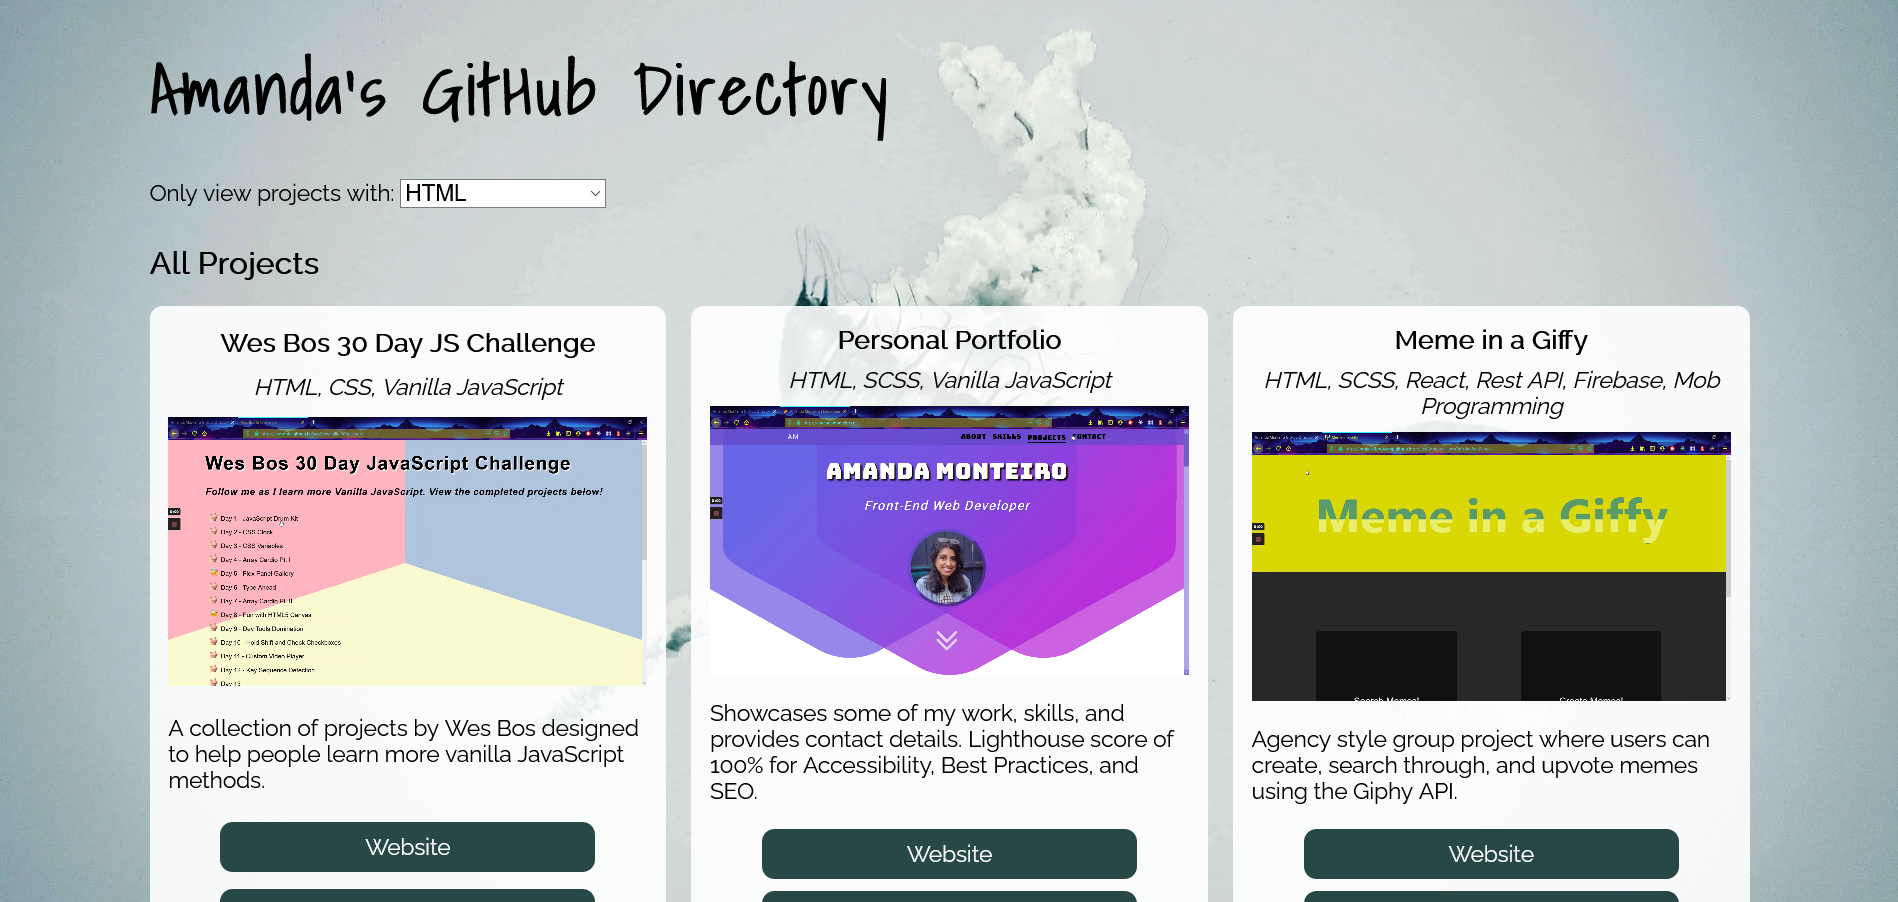 Amanda's GitHub Directory
Only view projects with: HTML
All Projects
Wes Bos 30 Day JS Challenge
HTML, CSS, Vanilla JavaScript
Wes Bos 30 Day JavaScript Challenge
Follow me as I learn more Vanilla JavaScript. View the completed projects below!
Day 1 - JavaScript Drum Kit
Day 2 - CSS Clock
Day 3 - CSS Variables
Day 4 - Array Cardio Pt. I
Day 5 - Flex Panel Gallery
Day 6 - Type Ahead
Day 7 - Array Cardio Pt. II
Day 8 - Fun with HTML5 Canvas
Day 9 - Dev Tools Domination
Day 10 - Hold Shift and Check Checkboxes
Day 11 - Custom Video Player
Day 12 - Key Sequence Detection
Day 13
A collection of projects by Wes Bos designed
to help people learn more vanilla JavaScript
methods.
Website
Personal Portfolio
HTML, SCSS, Vanilla JavaScript
AM
ABOUT SKILLS PROJECTS CONTACT
AMANDA MONTEIRO
Front-End Web Developer
Showcases some of my work, skills, and
provides contact details. Lighthouse score of
100% for Accessibility, Best Practices, and
SEO.
Website
Meme in a Giffy
HTML, SCSS, React, Rest API, Firebase, Mob
Programming
Meme in a Giffy
Search Memes!
Create Memes!
Agency style group project where users can
create, search through, and upvote memes
using the Giphy API.
Website